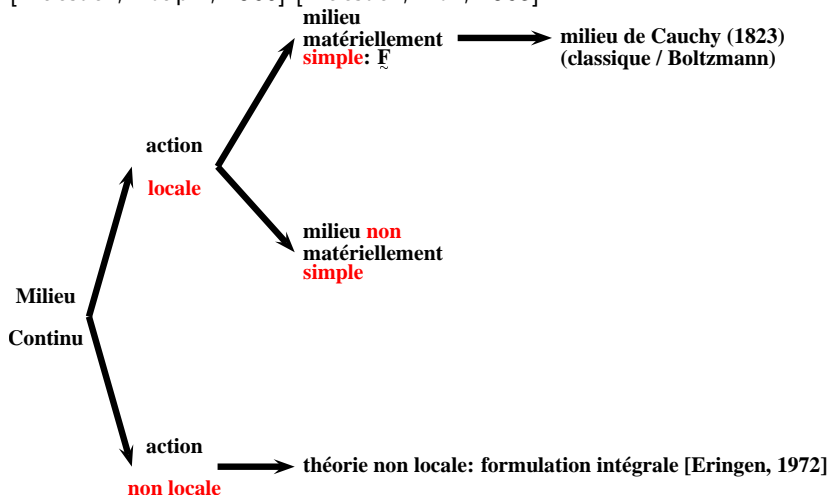 milieu
matériellement
simple: F
milieu de Cauchy (1823)
(classique / Boltzmann)
action
locale
milieu non
matériellement
simple
Milieu
Continu
action
non locale
théorie non locale: formulation intégrale [Eringen, 1972]